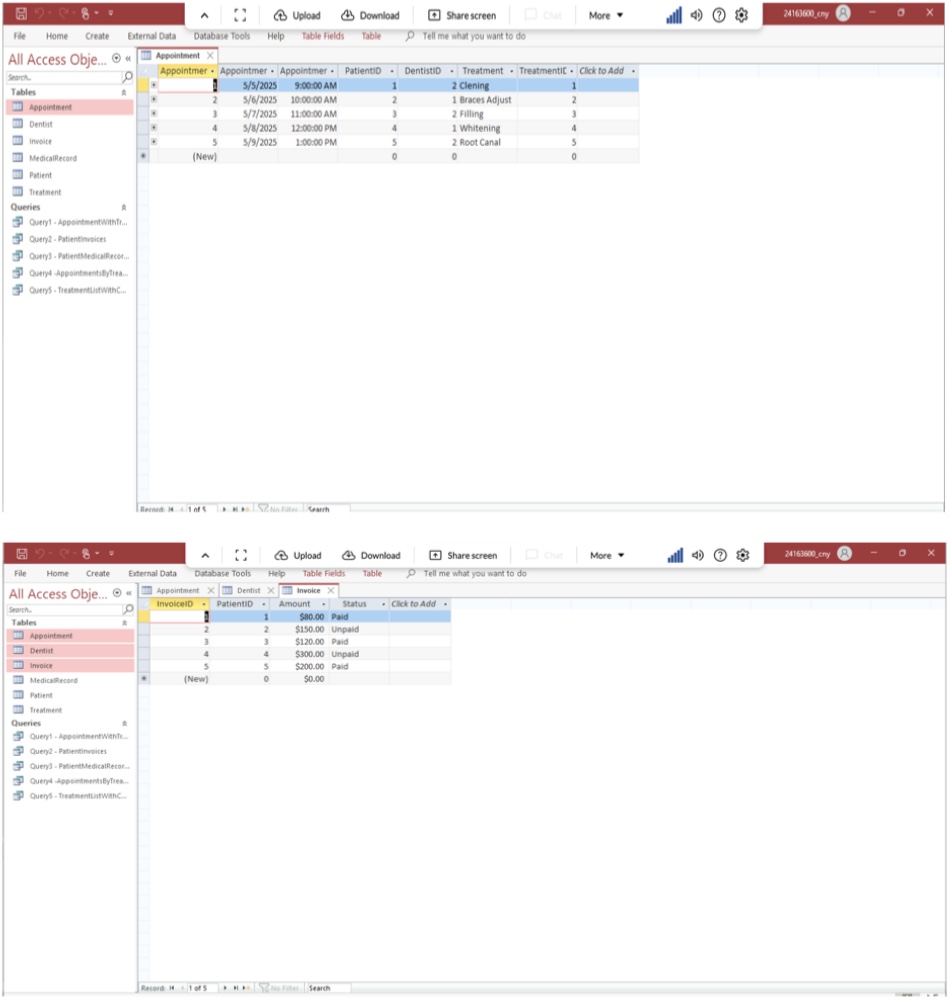 Upload Download Share screen Chat More 24163600_cny
File Home Create External Data Database Tools Help Table Fields Table Tell me what you want to do
All Access Obje... « Appointment
Search...
Tables
Appointment
Dentist
Invoice
MedicalRecord
Patient
Treatment
Queries
Query1 - AppointmentWithTr...
Query2 - PatientInvoices
Query3 - PatientMedicalRecor...
Query4 -AppointmentsByTrea...
Query5 - TreatmentListWithC...
Appointmer Appointmer Appointmer PatientID DentistID Treatment TreatmentIC Click to Add
1 5/5/2025 9:00:00 AM 1 2 Clening 1
2 5/6/2025 10:00:00 AM 2 1 Braces Adjust 2
3 5/7/2025 11:00:00 AM 3 2 Filling 3
4 5/8/2025 12:00:00 PM 4 1 Whitening 4
5 5/9/2025 1:00:00 PM 5 2 Root Canal 5
(New) 0 0 0
Record: 1 of 5 No Filter Search
Upload Download Share screen Chat More 24163600_cny
File Home Create External Data Database Tools Help Table Fields Table Tell me what you want to do
All Access Obje... « Appointment Dentist Invoice
Search...
Tables
Appointment
Dentist
Invoice
MedicalRecord
Patient
Treatment
Queries
Query1 - AppointmentWithTr...
Query2 - PatientInvoices
Query3 - PatientMedicalRecor...
Query4 -AppointmentsByTrea...
Query5 - TreatmentListWithC...
InvoiceID PatientID Amount Status Click to Add
1 1 $80.00 Paid
2 2 $150.00 Unpaid
3 3 $120.00 Paid
4 4 $300.00 Unpaid
5 5 $200.00 Paid
(New) 0 $0.00
Record: 1 of 5 No Filter Search